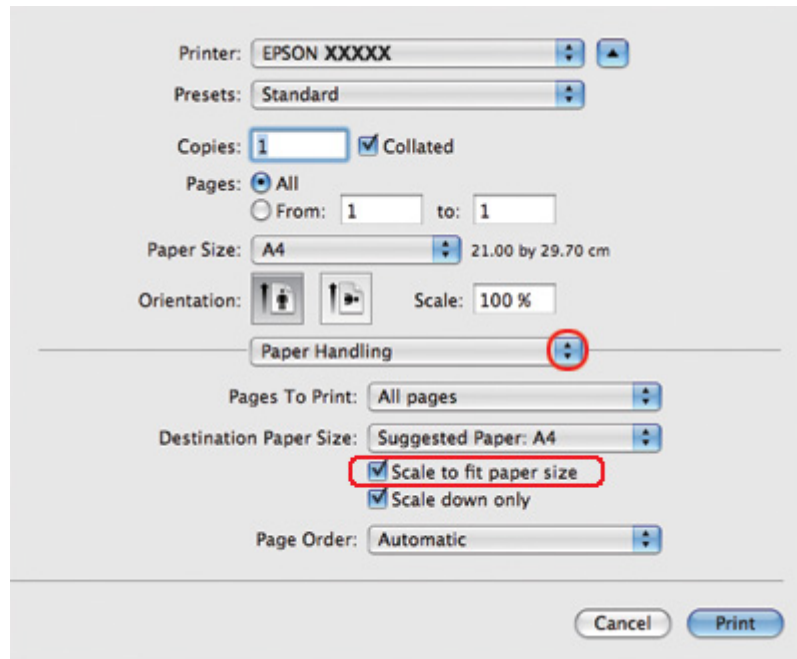 Printer: EPSON XXXXX
Presets: Standard
Copies: 1 Collated
Pages: All
From: 1 to: 1
Paper Size: A4 21.00 by 29.70 cm
Orientation: Scale: 100 %
Paper Handling
Pages To Print: All pages
Destination Paper Size: Suggested Paper: A4
Scale to fit paper size
Scale down only
Page Order: Automatic
Cancel Print